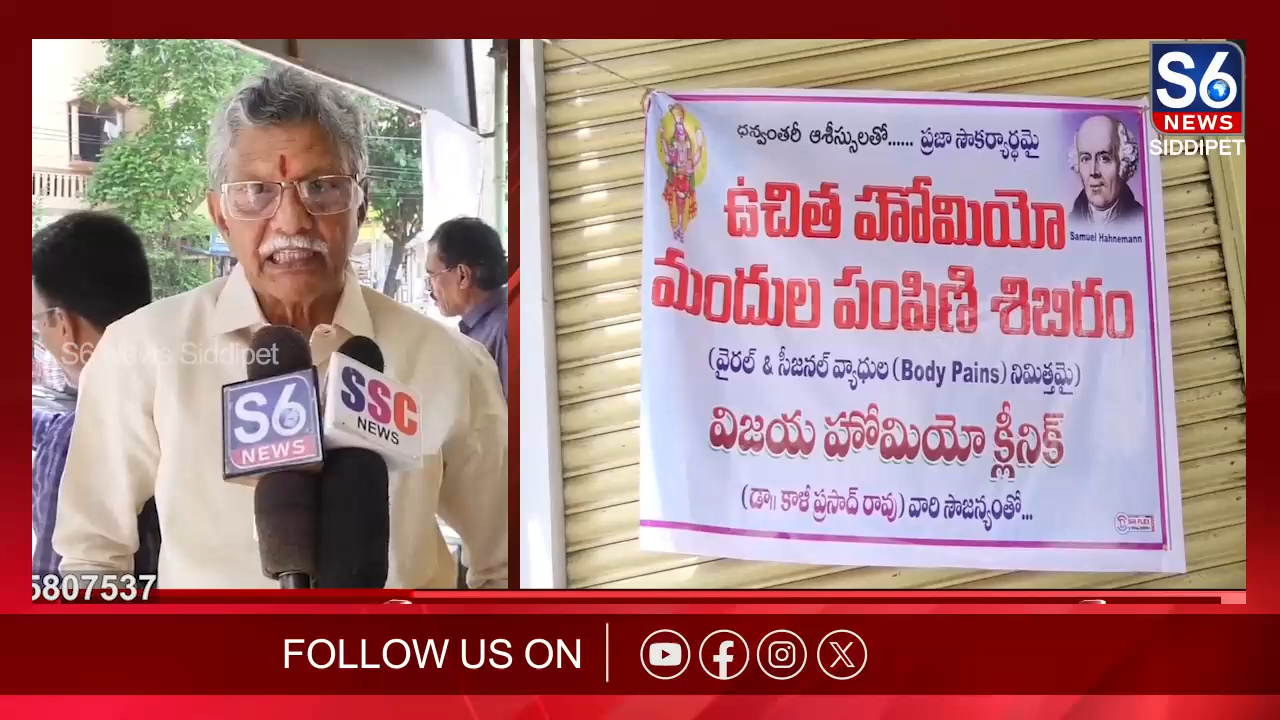 S6
NEWS
SIDDIPET
ధన్వంతరీ ఆశీస్సులతో...... ప్రజా సౌకర్యార్థమై
ఉచిత హోమియో
Samuel Hahnemann
మందుల పంపిణి శిబిరం
(వైరల్ & సీజనల్ వ్యాధుల (Body Pains) నిమిత్తమై)
విజయ హోమియో క్లీనిక్
(డా॥ కాళీ ప్రసాద్ రావు) వారి సౌజన్యంతో...
S6 News Siddipet
S6
NEWS
SSC
NEWS
5807537
FOLLOW US ON